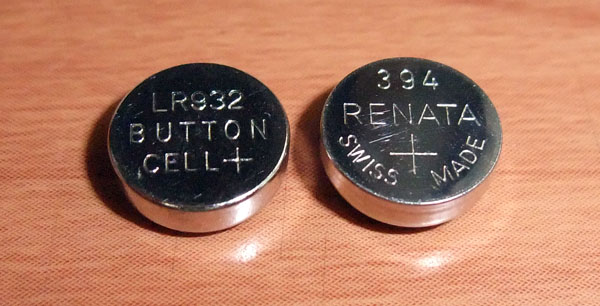 LR932
BUTTON
CELL+
394
RENATA
SWISS + MADE